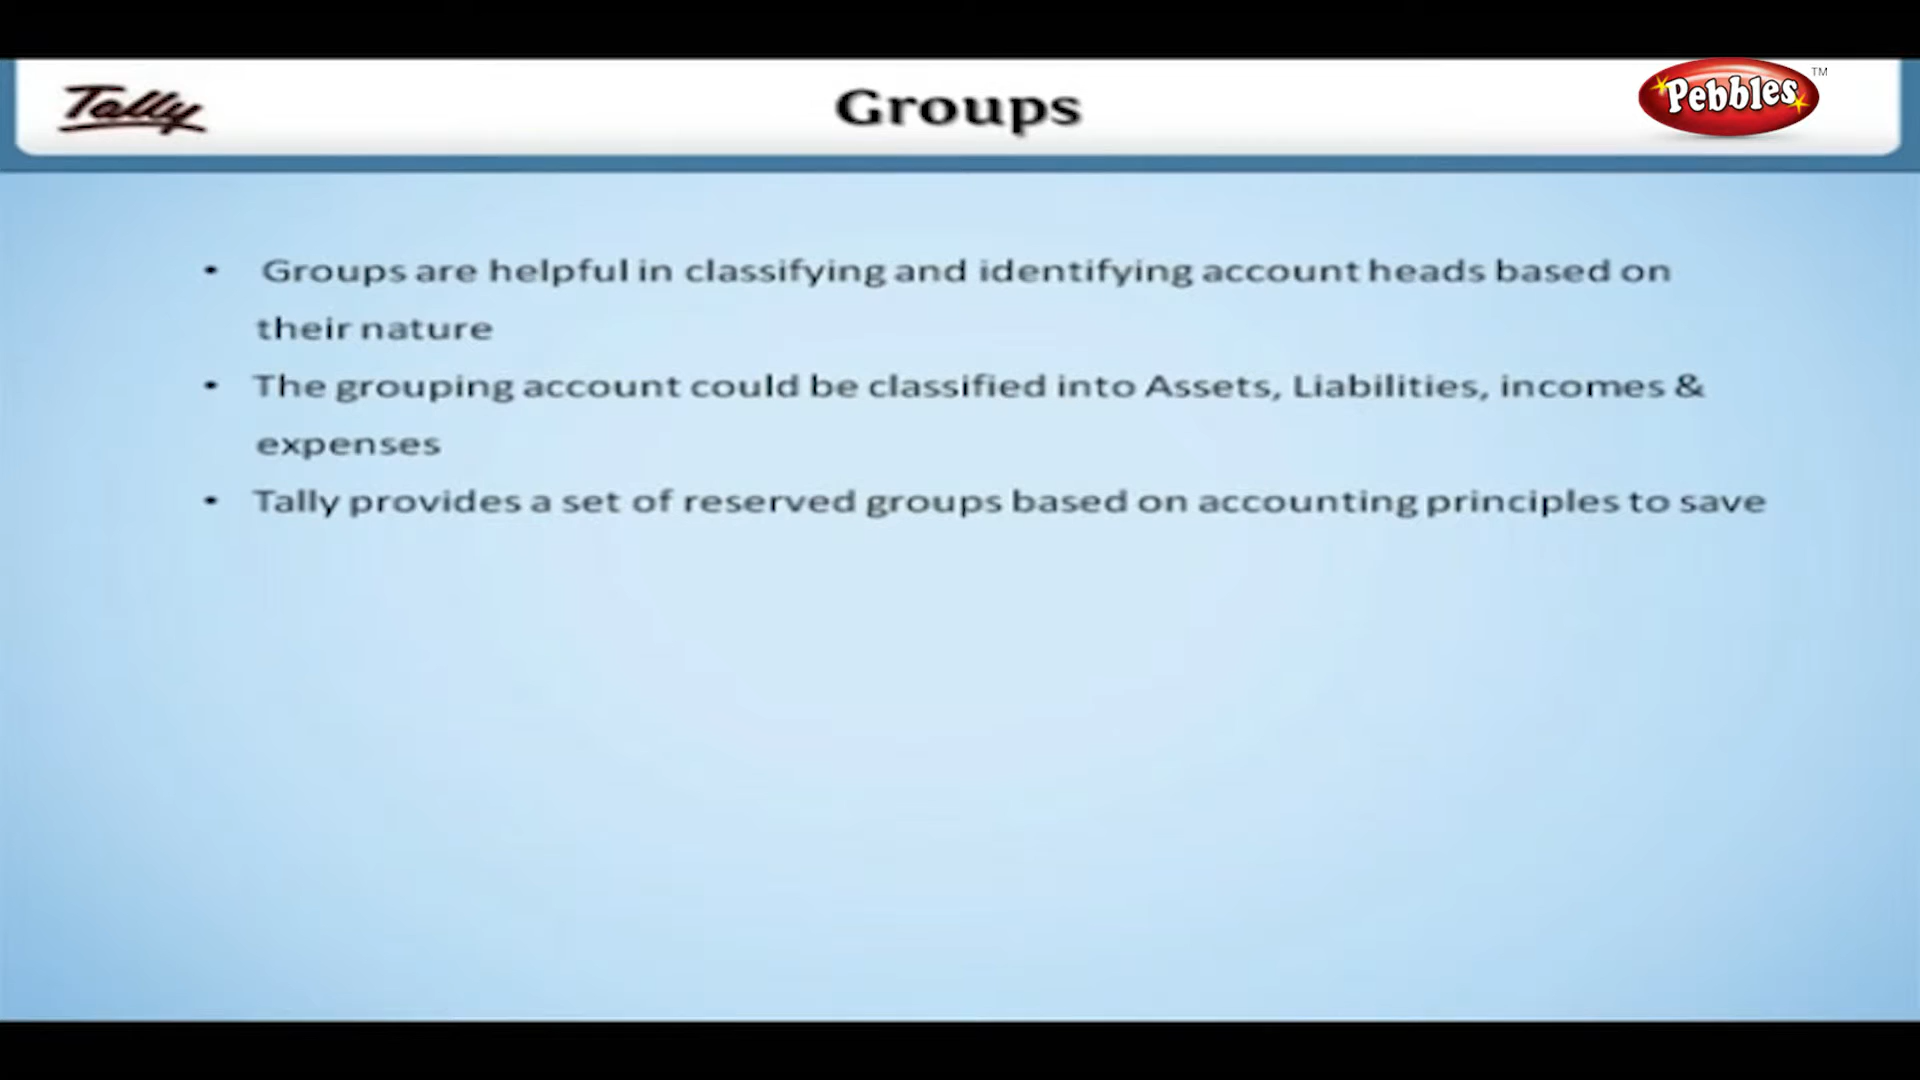 Tally
Groups
Pebbles™
• Groups are helpful in classifying and identifying account heads based on
their nature
• The grouping account could be classified into Assets, Liabilities, incomes &
expenses
• Tally provides a set of reserved groups based on accounting principles to save